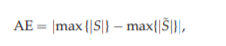 AE = |max{|S|} − max{|S̃|}|,